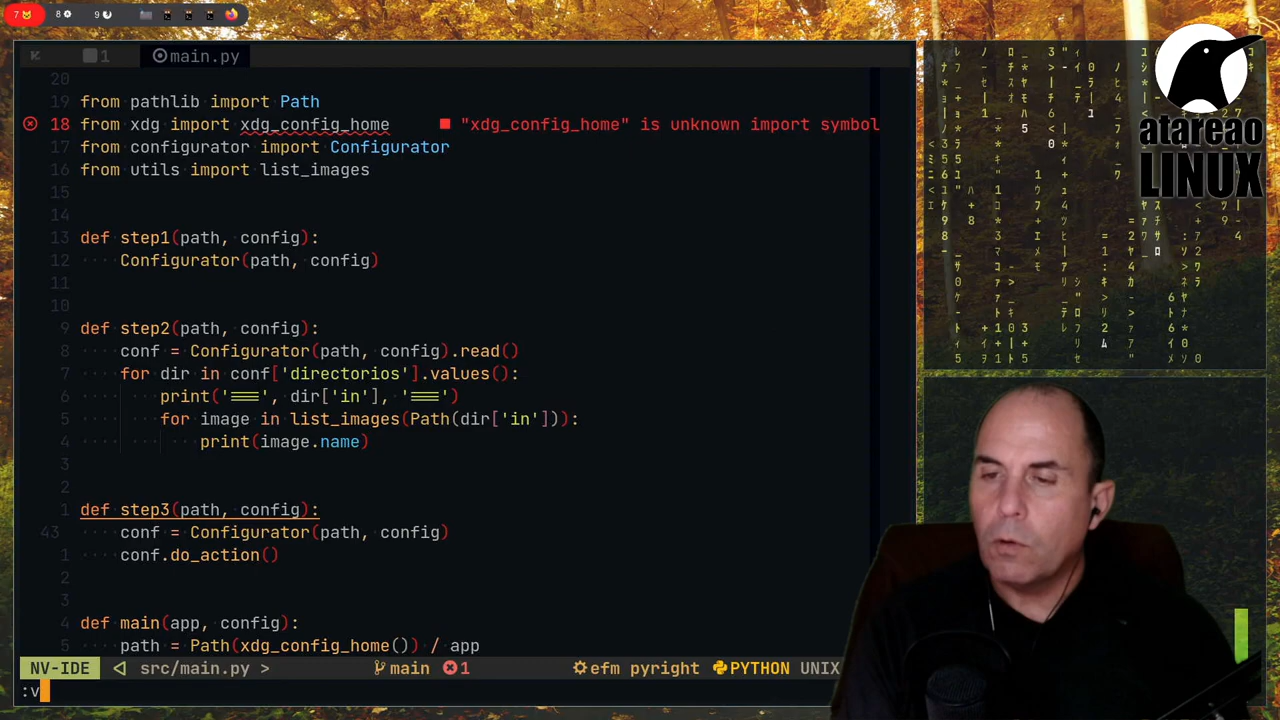 7 8 9
1 main.py
20
19 from pathlib import Path
18 from xdg import xdg_config_home ■ "xdg_config_home" is unknown import symbol
17 from configurator import Configurator
16 from utils import list_images
15
14
13 def step1(path, config):
12 Configurator(path, config)
11
10
9 def step2(path, config):
8 conf = Configurator(path, config).read()
7 for dir in conf['directorios'].values():
6 print('===', dir['in'], '===')
5 for image in list_images(Path(dir['in'])):
4 print(image.name)
3
2
1 def step3(path, config):
43 conf = Configurator(path, config)
1 conf.do_action()
2
3
4 def main(app, config):
5 path = Path(xdg_config_home()) / app
NV-IDE src/main.py > main 1 efm pyright PYTHON UNIX
:v
atareao
LINUX